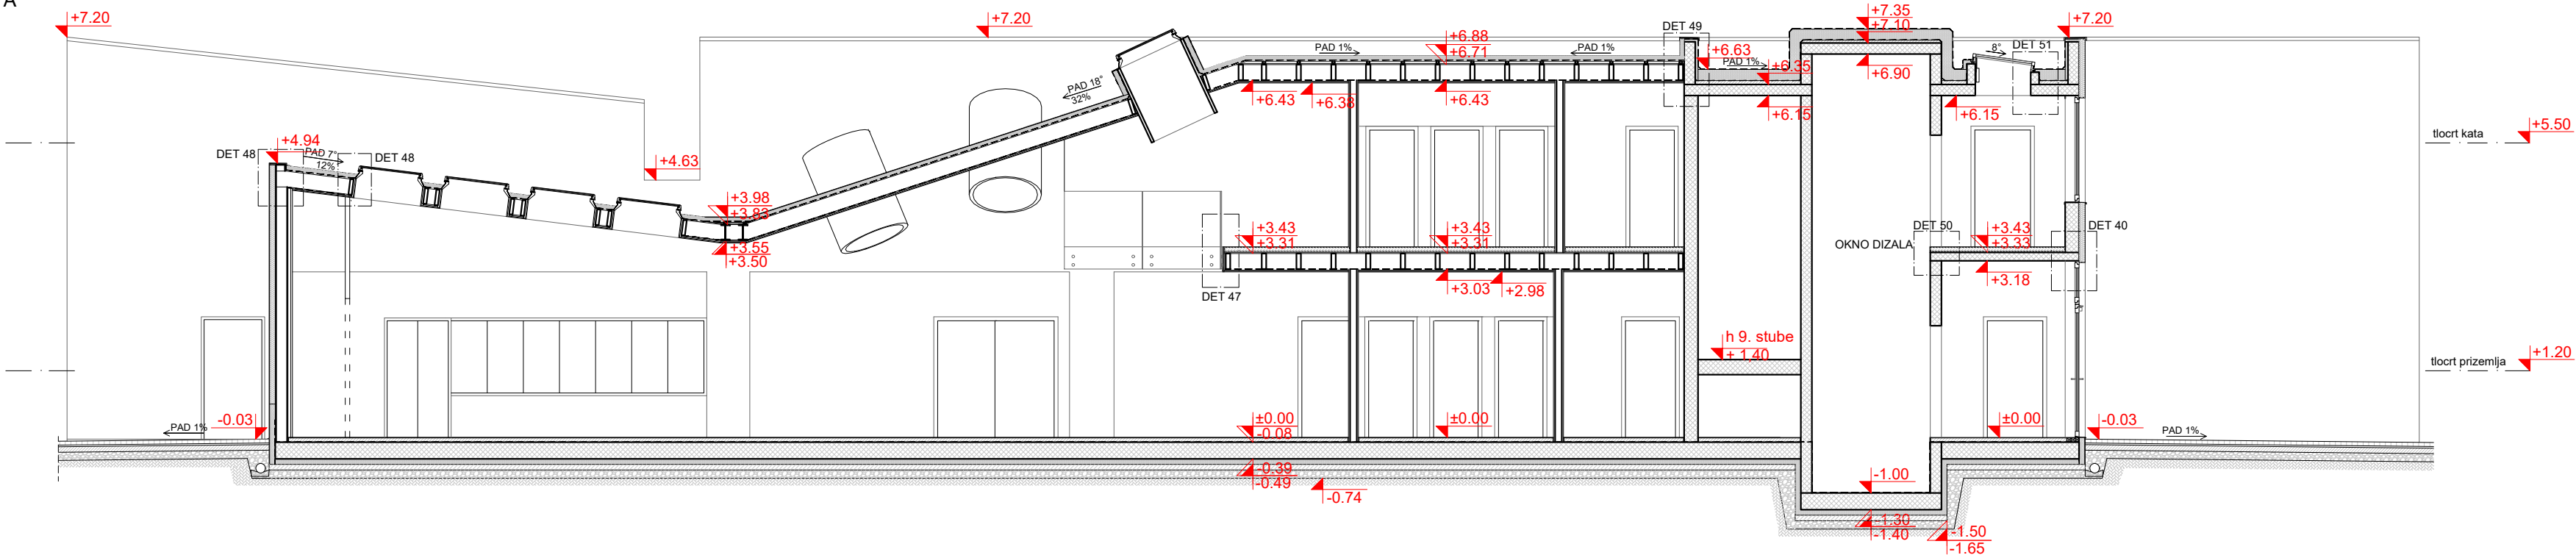 A
+7.20
+7.20
DET 49
+7.35
+7.10
+7.20
+6.88
+6.71
PAD 1%
PAD 1%
+6.63
PAD 1%
+6.35
+6.90
8°
DET 51
PAD 18°
32%
+6.43
+6.38
+6.43
+6.15
+6.15
tlocrt kata
+5.50
DET 48
+4.94
PAD 7°
12%
DET 48
+4.63
+3.98
+3.83
+3.55
+3.50
+3.43
+3.31
+3.43
+3.31
OKNO DIZALA
DET 50
+3.43
+3.33
DET 40
+3.18
DET 47
+3.03
+2.98
h 9. stube
+ 1.40
tlocrt prizemlja
+1.20
PAD 1%
-0.03
±0.00
-0.08
±0.00
±0.00
-0.03
PAD 1%
-0.39
-0.49
-0.74
-1.00
-1.30
-1.40
-1.50
-1.65